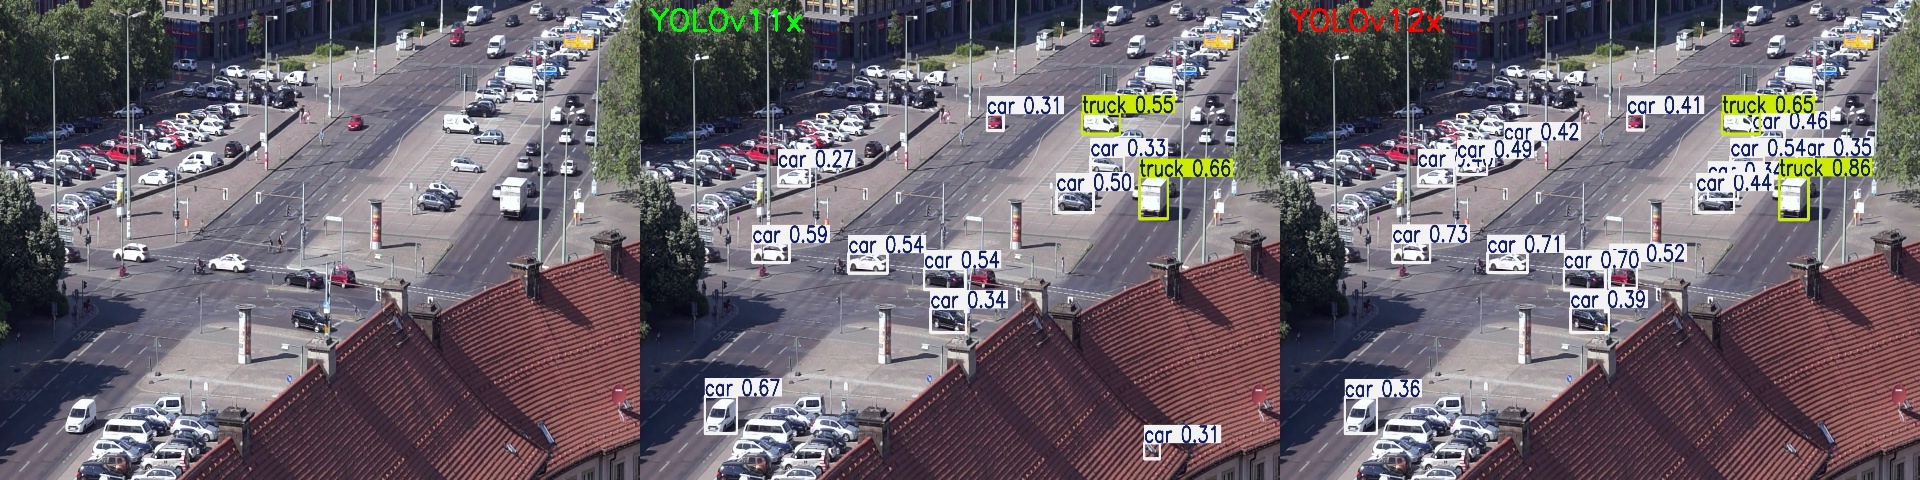 YOLOv11x
car 0.31
truck 0.55
car 0.33
car 0.27
truck 0.66
car 0.50
car 0.59
car 0.54
car 0.54
car 0.34
car 0.67
car 0.31
YOLOv12x
car 0.41
truck 0.65
0.46
car 0.42
car 0.49
car 0.54
ar 0.35
car
truck 0.86
car 0.44
car 0.73
car 0.71
car 0.70
0.52
car 0.39
car 0.36